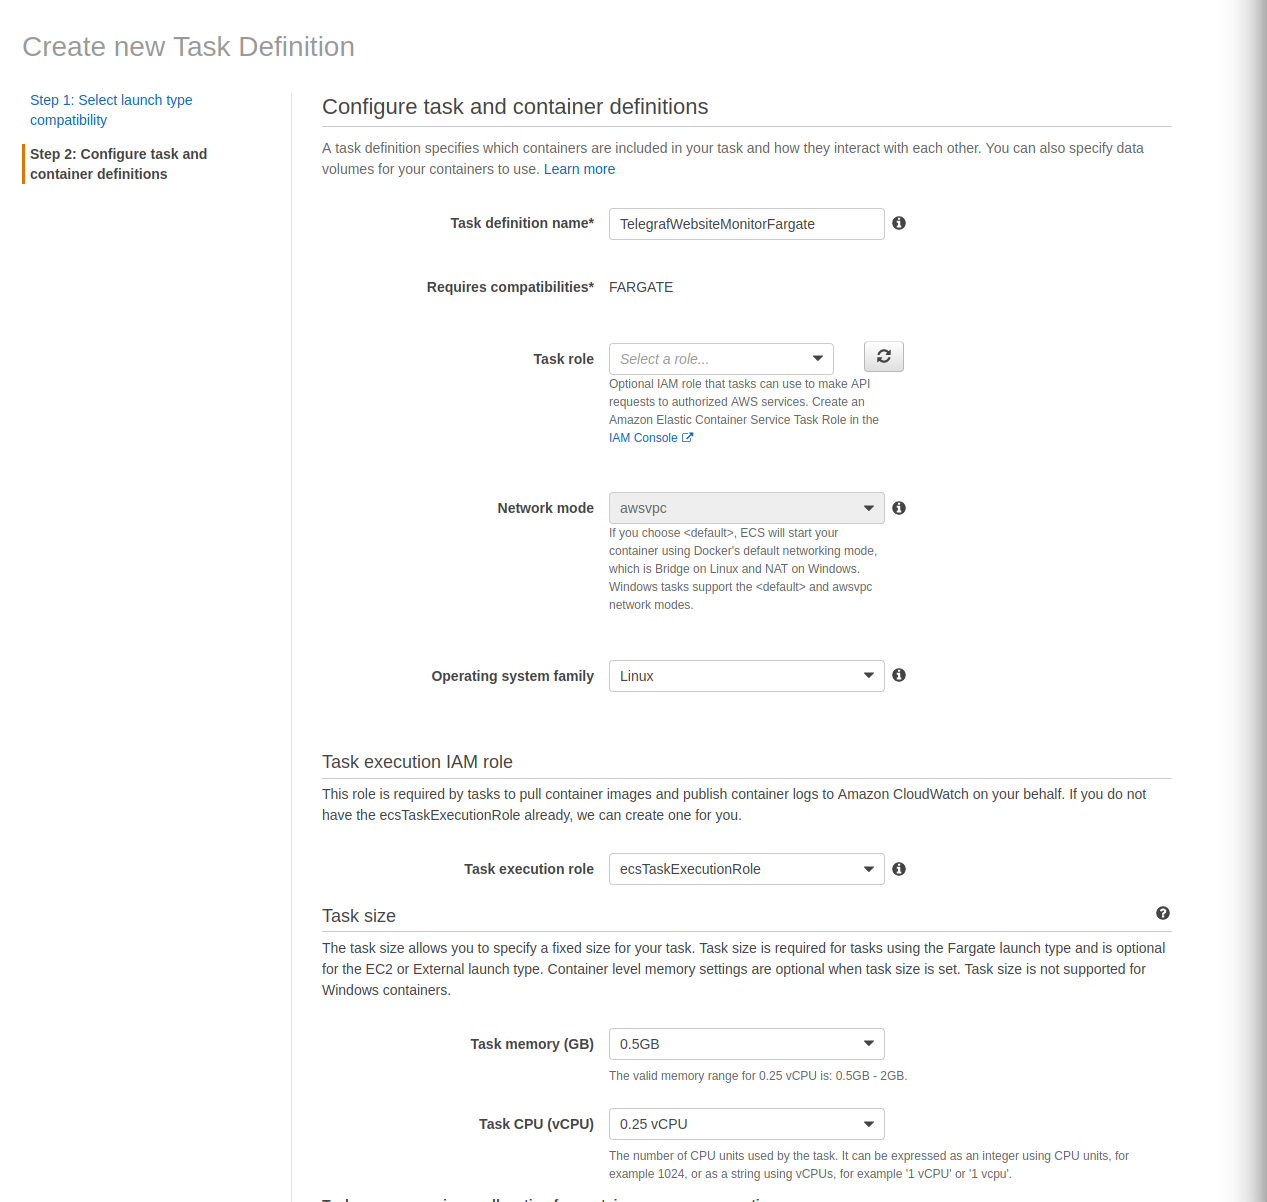 Create new Task Definition
Step 1: Select launch type
compatibility
Step 2: Configure task and
container definitions
Configure task and container definitions
A task definition specifies which containers are included in your task and how they interact with each other. You can also specify data
volumes for your containers to use. Learn more
Task definition name* TelegrafWebsiteMonitorFargate
Requires compatibilities* FARGATE
Task role Select a role...
Optional IAM role that tasks can use to make API
requests to authorized AWS services. Create an
Amazon Elastic Container Service Task Role in the
IAM Console
Network mode awsvpc
If you choose <default>, ECS will start your
container using Docker's default networking mode,
which is Bridge on Linux and NAT on Windows.
Windows tasks support the <default> and awsvpc
network modes.
Operating system family Linux
Task execution IAM role
This role is required by tasks to pull container images and publish container logs to Amazon CloudWatch on your behalf. If you do not
have the ecsTaskExecutionRole already, we can create one for you.
Task execution role ecsTaskExecutionRole
Task size
The task size allows you to specify a fixed size for your task. Task size is required for tasks using the Fargate launch type and is optional
for the EC2 or External launch type. Container level memory settings are optional when task size is set. Task size is not supported for
Windows containers.
Task memory (GB) 0.5GB
The valid memory range for 0.25 vCPU is: 0.5GB - 2GB.
Task CPU (vCPU) 0.25 vCPU
The number of CPU units used by the task. It can be expressed as an integer using CPU units, for
example 1024, or as a string using vCPUs, for example '1 vCPU' or '1 vcpu'.